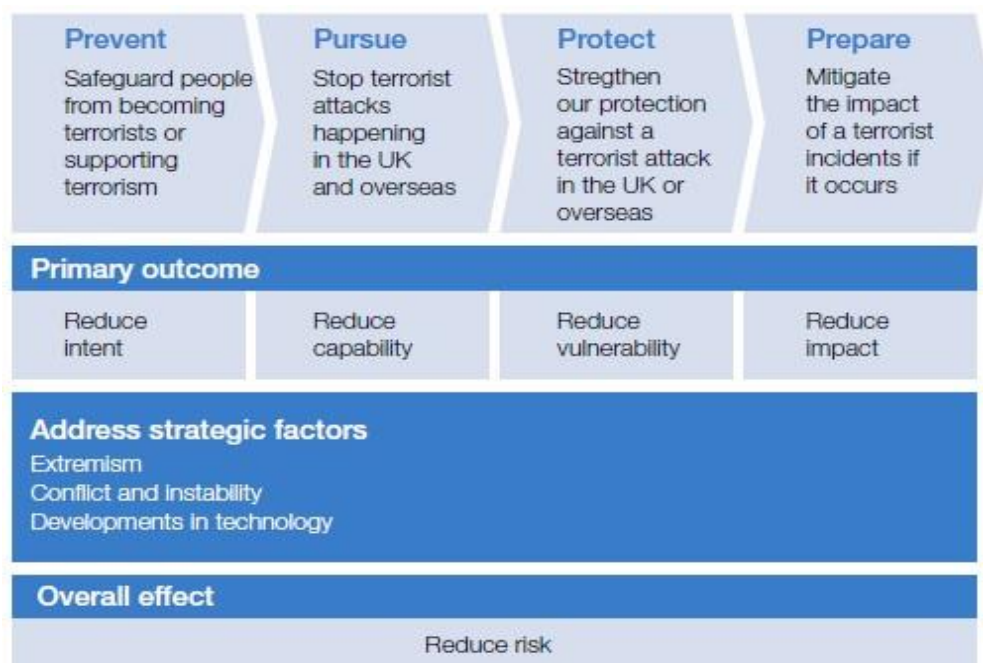 Prevent
Safeguard people
from becoming
terrorists or
supporting
terrorism
Pursue
Stop terrorist
attacks
happening
in the UK
and overseas
Protect
Stregthen
our protection
against a
terrorist attack
in the UK or
overseas
Prepare
Mitigate
the impact
of a terrorist
incidents if
it occurs
Primary outcome
Reduce
intent
Reduce
capability
Reduce
vulnerability
Reduce
impact
Address strategic factors
Extremism
Conflict and instability
Developments in technology
Overall effect
Reduce risk